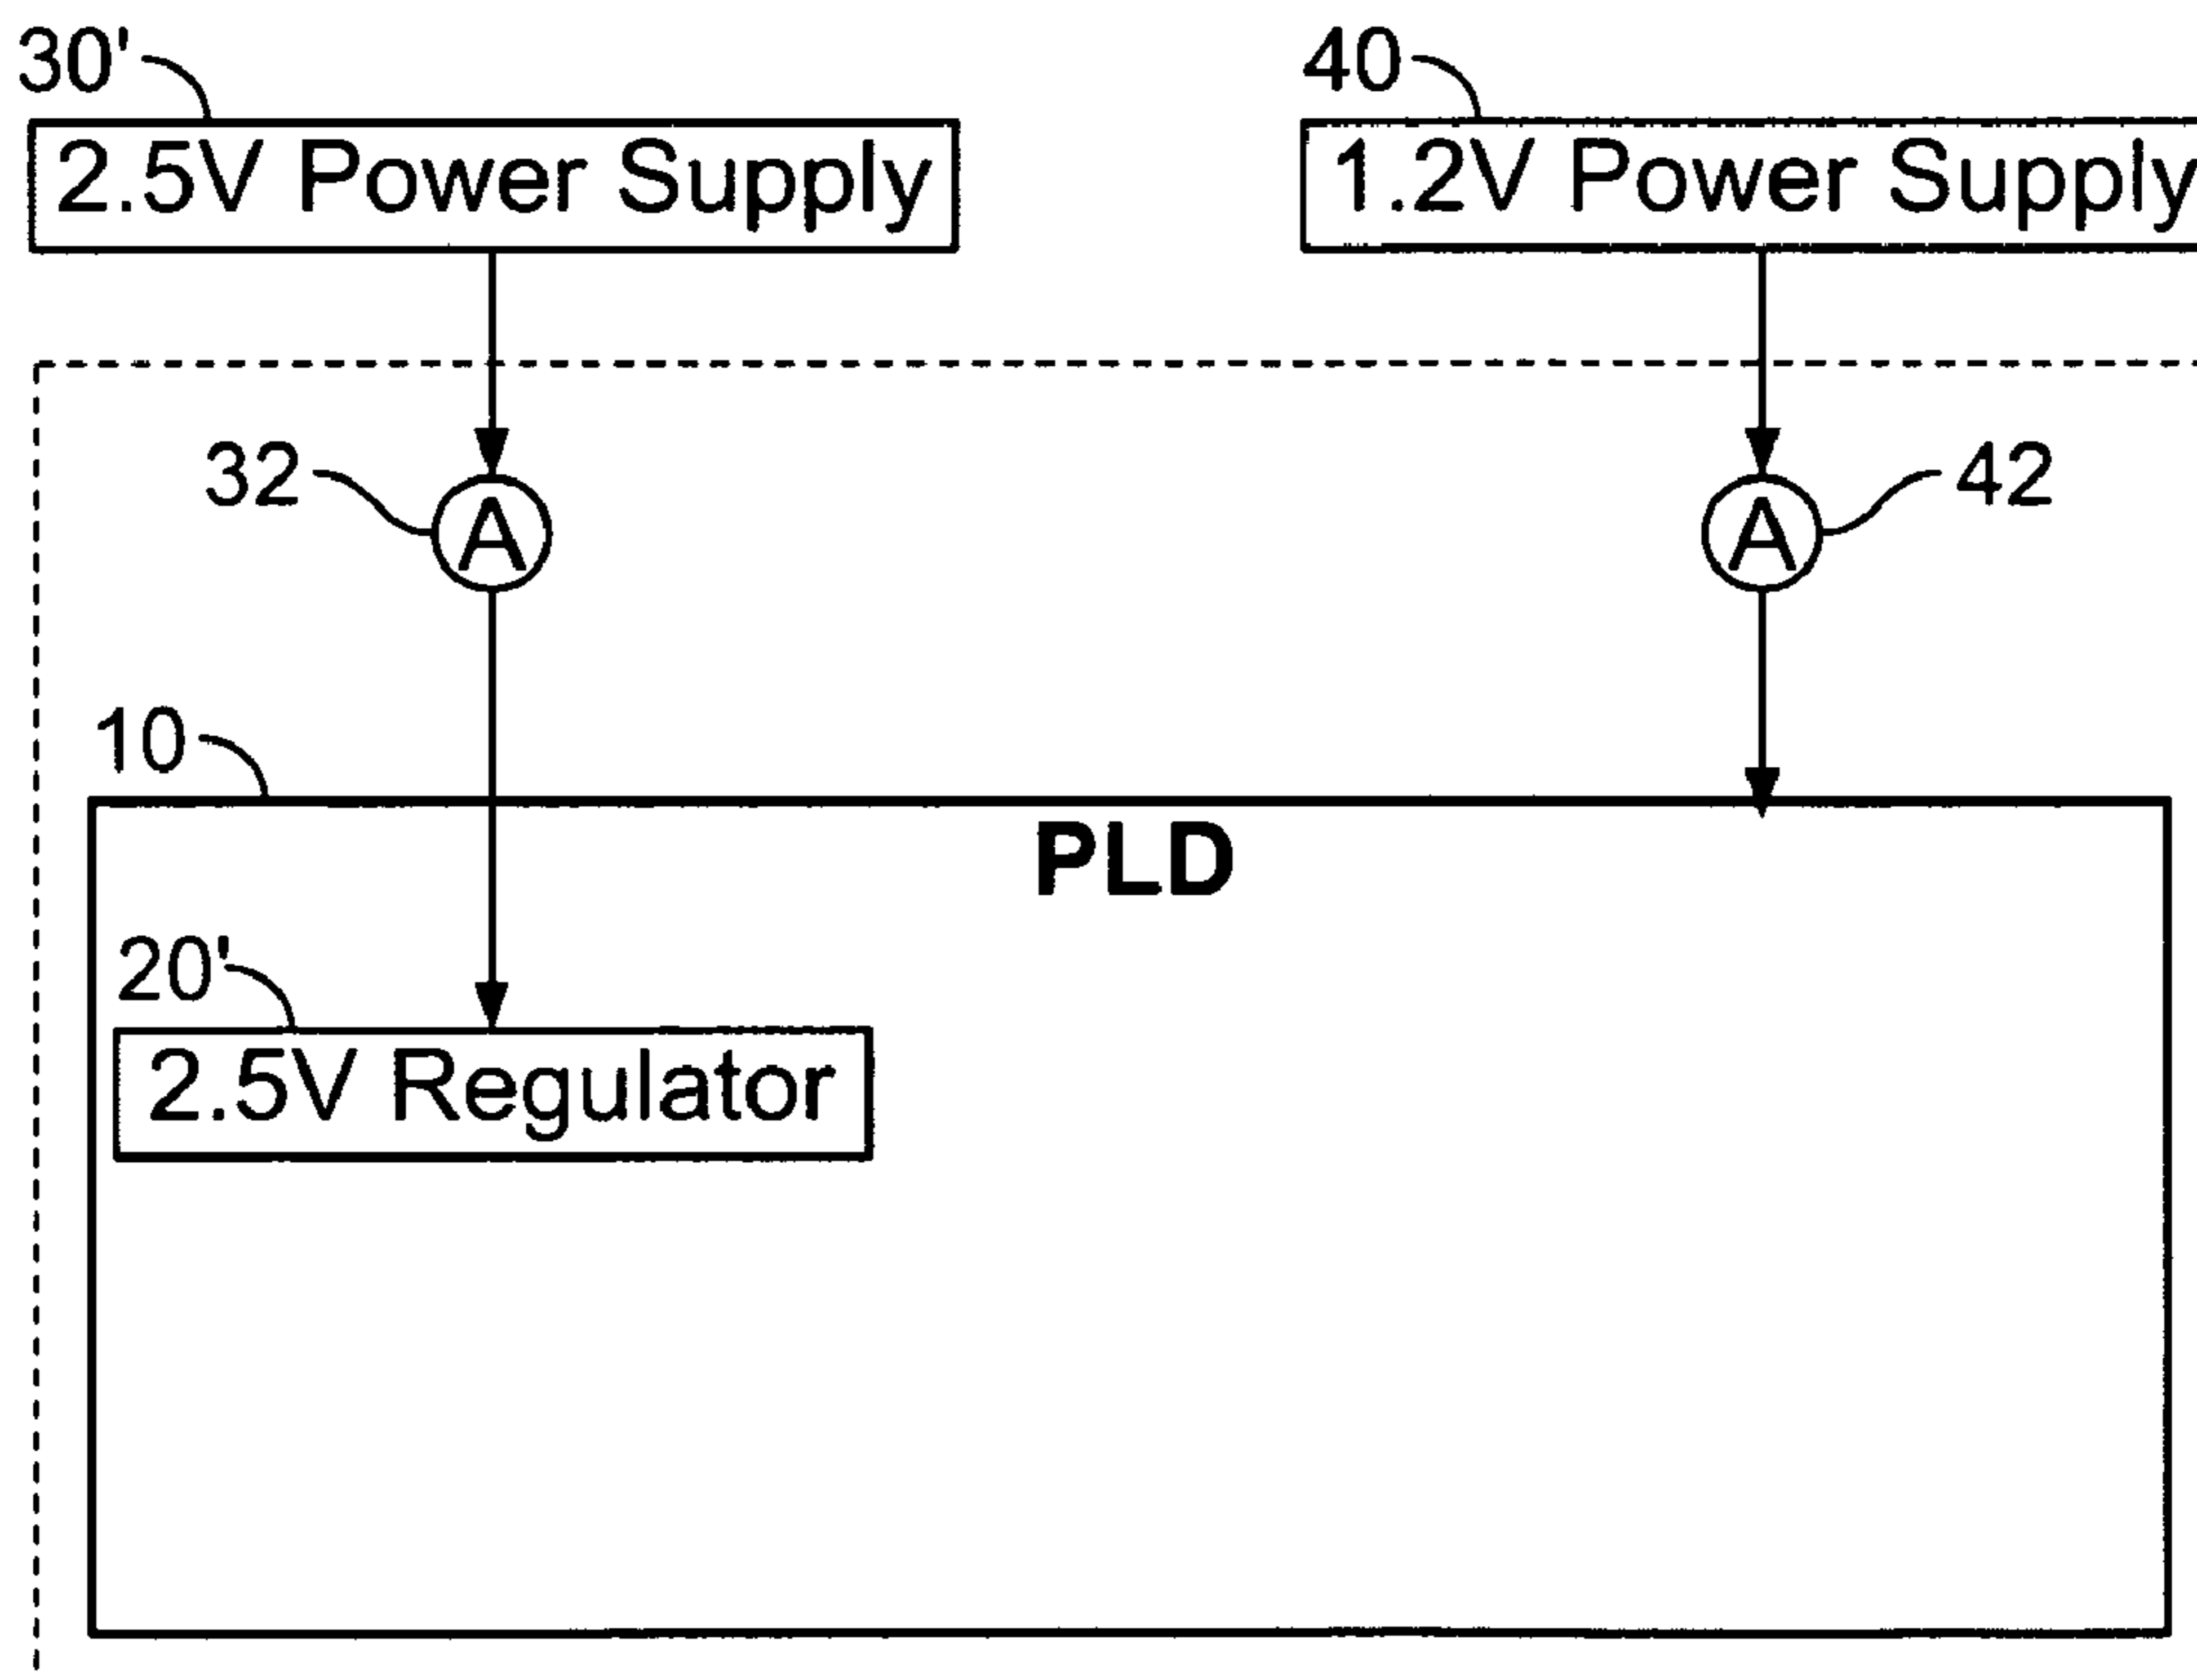 30'
40
2.5V Power Supply
1.2V Power Supply
32
A
A
42
10
PLD
20'
2.5V Regulator